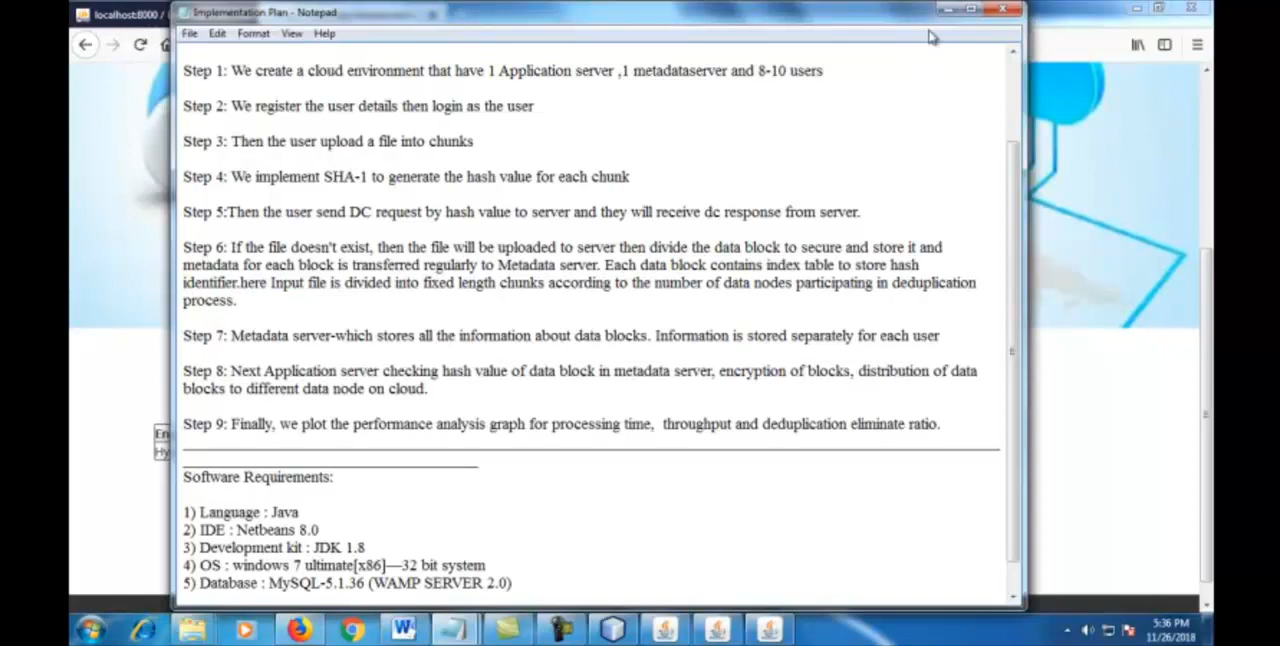 localhost:8000 /
Implementation Plan - Notepad
File Edit Format View Help
Step 1: We create a cloud environment that have 1 Application server ,1 metadataserver and 8-10 users
Step 2: We register the user details then login as the user
Step 3: Then the user upload a file into chunks
Step 4: We implement SHA-1 to generate the hash value for each chunk
Step 5:Then the user send DC request by hash value to server and they will receive dc response from server.
Step 6: If the file doesn't exist, then the file will be uploaded to server then divide the data block to secure and store it and
metadata for each block is transferred regularly to Metadata server. Each data block contains index table to store hash
identifier.here Input file is divided into fixed length chunks according to the number of data nodes participating in deduplication
process.
Step 7: Metadata server-which stores all the information about data blocks. Information is stored separately for each user
Step 8: Next Application server checking hash value of data block in metadata server, encryption of blocks, distribution of data
blocks to different data node on cloud.
Step 9: Finally, we plot the performance analysis graph for processing time,  throughput and deduplication eliminate ratio.
En
Hy
Software Requirements:
1) Language : Java
2) IDE : Netbeans 8.0
3) Development kit : JDK 1.8
4) OS : windows 7 ultimate[x86]—32 bit system
5) Database : MySQL-5.1.36 (WAMP SERVER 2.0)
5:36 PM
11/26/2018